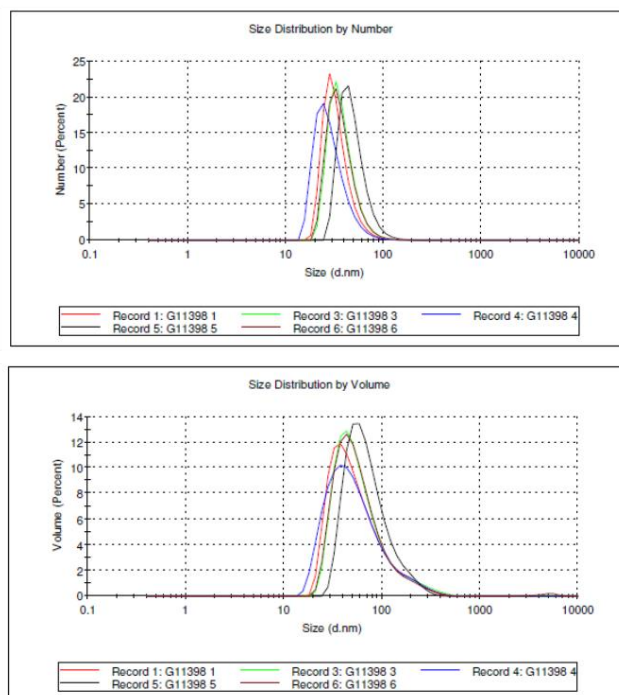 Size Distribution by Number
Number (Percent)
25
20
15
10
5
0
0.1 1 10 100 1000 10000
Size (d.nm)
Record 1: G11398 1 Record 3: G11398 3 Record 4: G11398 4
Record 5: G11398 5 Record 6: G11398 6
Size Distribution by Volume
Volume (Percent)
14
12
10
8
6
4
2
0
0.1 1 10 100 1000 10000
Size (d.nm)
Record 1: G11398 1 Record 3: G11398 3 Record 4: G11398 4
Record 5: G11398 5 Record 6: G11398 6